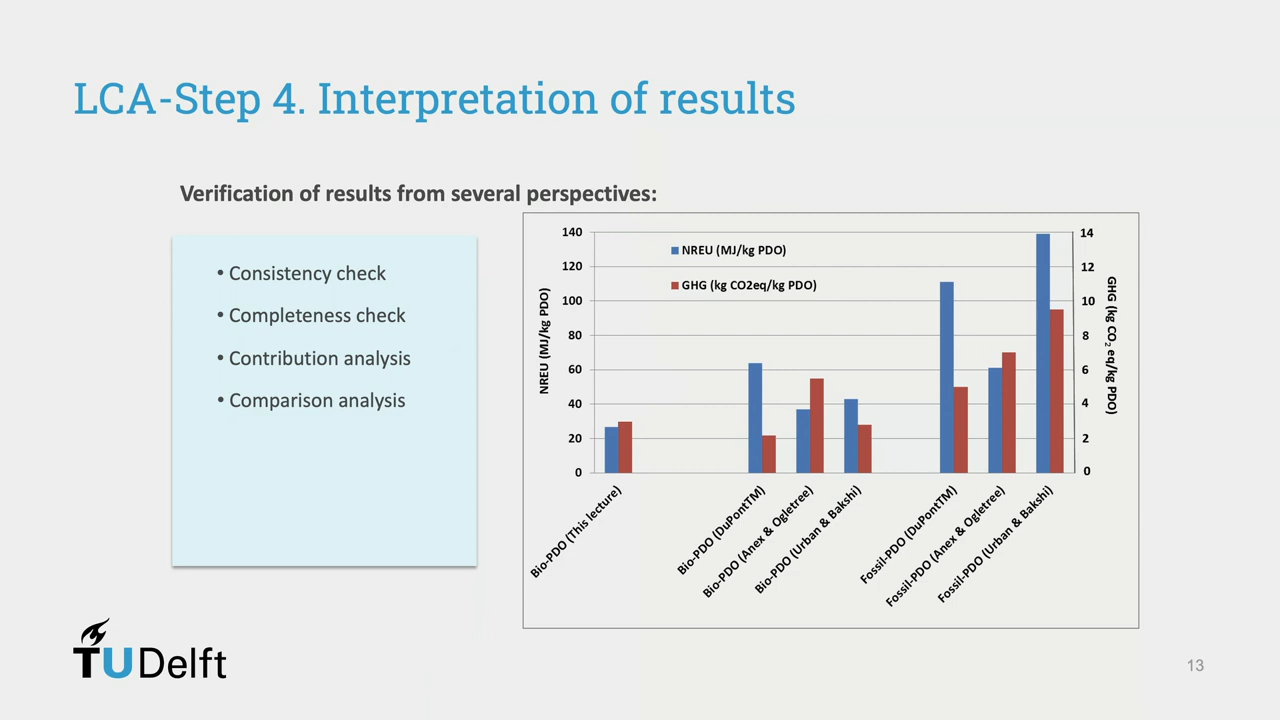 LCA-Step 4. Interpretation of results
Verification of results from several perspectives:
• Consistency check
• Completeness check
• Contribution analysis
• Comparison analysis
NREU (MJ/kg PDO)
140
120
100
80
60
40
20
0
NREU (MJ/kg PDO)
GHG (kg CO2eq/kg PDO)
14
12
10
8
6
4
2
0
GHG (kg CO₂ eq/kg PDO)
Bio-PDO (This lecture)
Bio-PDO (DuPontTM)
Bio-PDO (Anex & Ogletree)
Bio-PDO (Urban & Bakshi)
Fossil-PDO (DuPontTM)
Fossil-PDO (Anex & Ogletree)
Fossil-PDO (Urban & Bakshi)
TU Delft
13